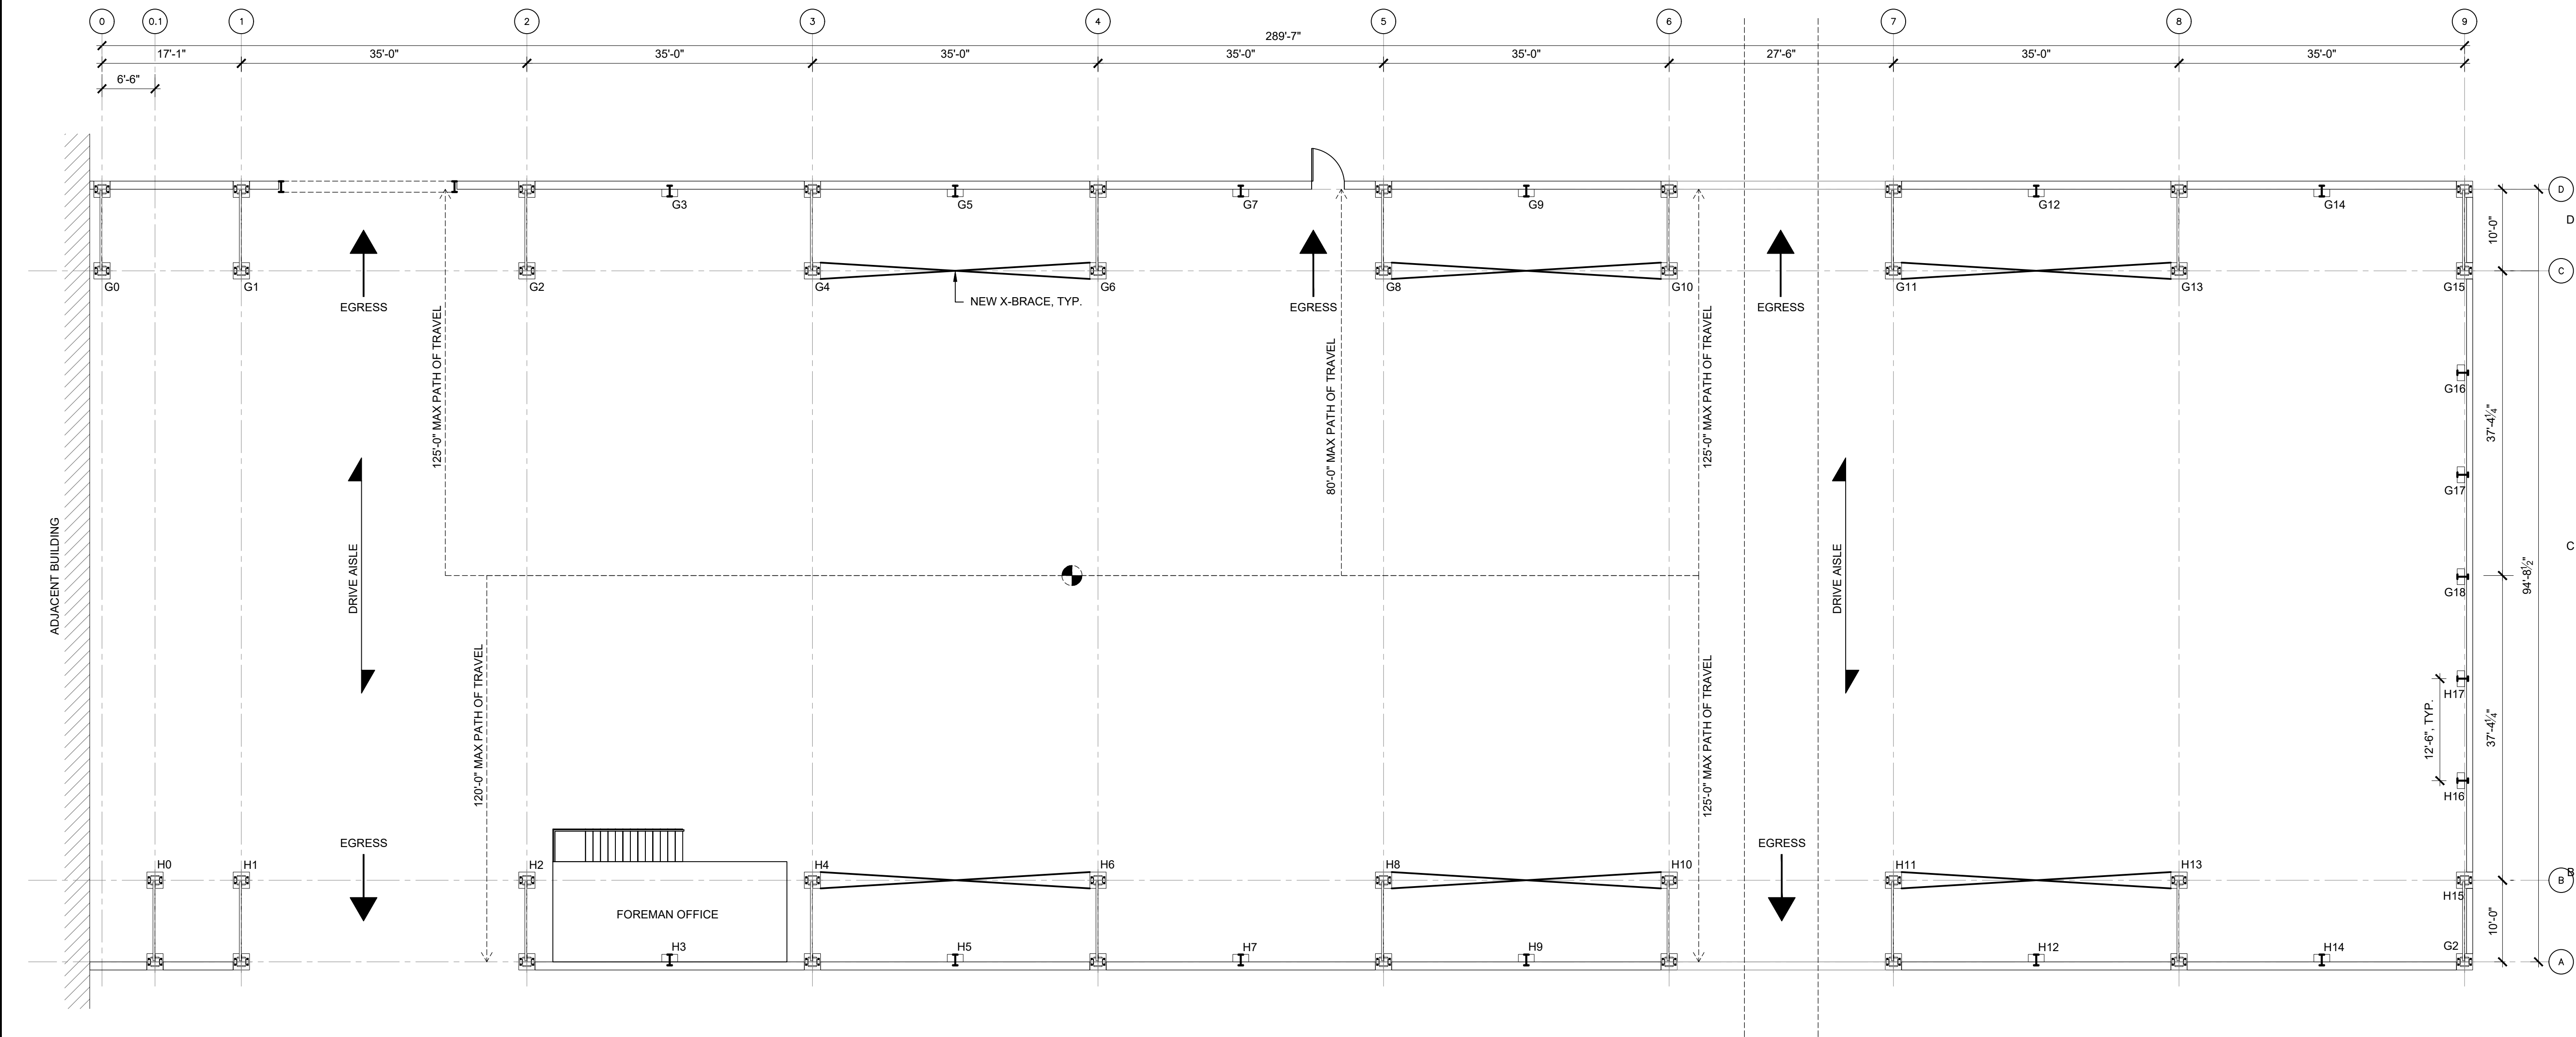 0 0.1 1 2 3 4 5 6 7 8 9
289'-7"
17'-1" 35'-0" 35'-0" 35'-0" 35'-0" 35'-0" 27'-6" 35'-0" 35'-0"
6'-6"
D
G3 G5 G7 G9 G12 G14
D
10'-0"
C
G0 G1 G2 G4 G6 G8 G10 G11 G13 G15
NEW X-BRACE, TYP.
EGRESS
EGRESS
EGRESS
125'-0" MAX PATH OF TRAVEL
80'-0" MAX PATH OF TRAVEL
125'-0" MAX PATH OF TRAVEL
G16
37'-4¼"
G17
ADJACENT BUILDING
DRIVE AISLE
DRIVE AISLE
C
94'-8½"
G18
120'-0" MAX PATH OF TRAVEL
125'-0" MAX PATH OF TRAVEL
H17
12'-6", TYP.
37'-4¼"
H16
EGRESS
EGRESS
H0 H1 H2 H4 H6 H8 H10 H11 H13
B
B
H15
FOREMAN OFFICE
10'-0"
H3 H5 H7 H9 H12 H14 G2
A